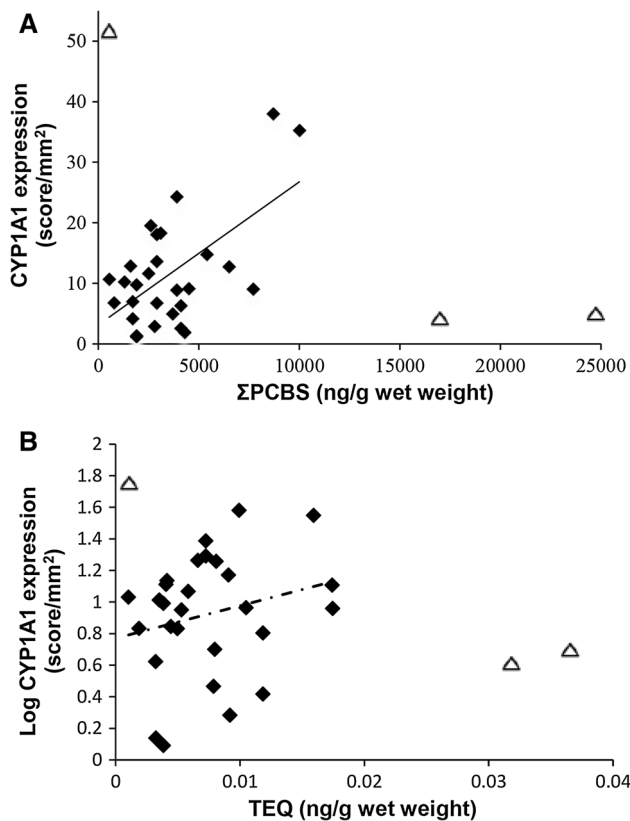 A
CYP1A1 expression
(score/mm²)
50
40
30
20
10
0
0 5000 10000 15000 20000 25000
ΣPCBS (ng/g wet weight)
B
Log CYP1A1 expression
(score/mm²)
2
1.8
1.6
1.4
1.2
1
0.8
0.6
0.4
0.2
0
0 0.01 0.02 0.03 0.04
TEQ (ng/g wet weight)